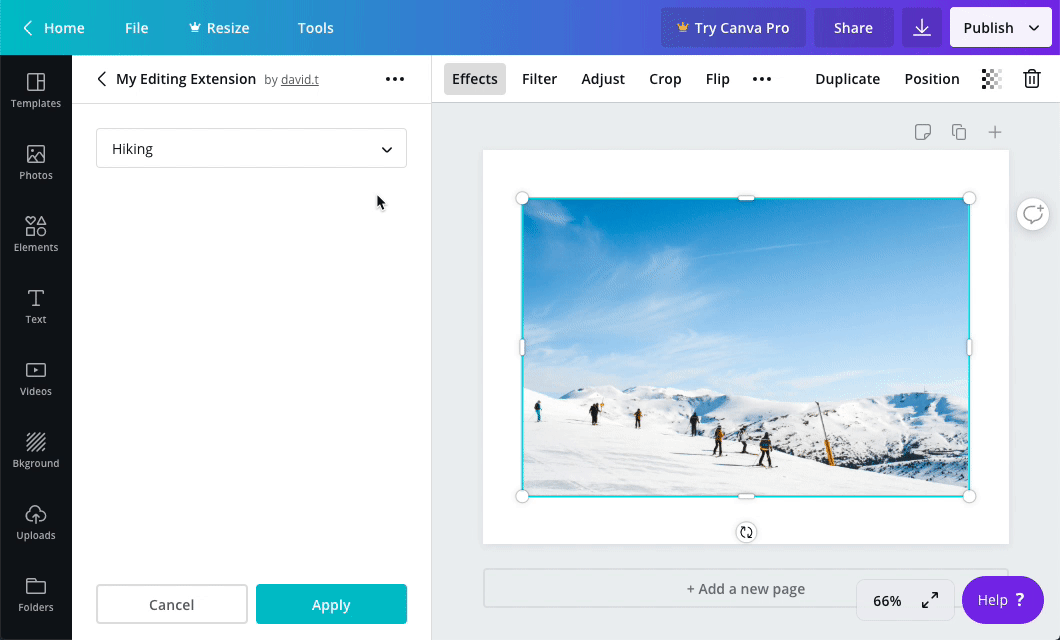 Home File Resize Tools Try Canva Pro Share Publish
Templates
Photos
Elements
Text
Videos
Bkground
Uploads
Folders
My Editing Extension by david.t
Hiking
Cancel Apply
Effects Filter Adjust Crop Flip Duplicate Position
+ Add a new page
66%
Help ?